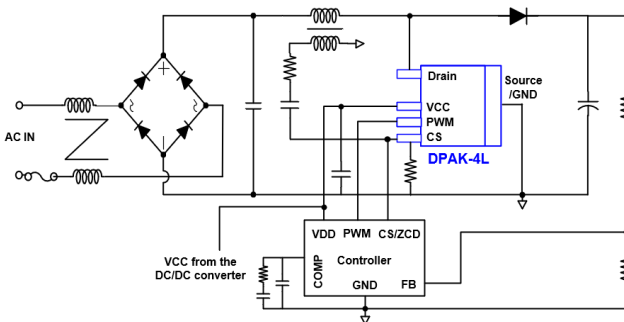 Drain
VCC
PWM
CS
Source
/GND
DPAK-4L
AC IN
VDD PWM CS/ZCD
COMP
Controller
GND
FB
VCC from the
DC/DC converter